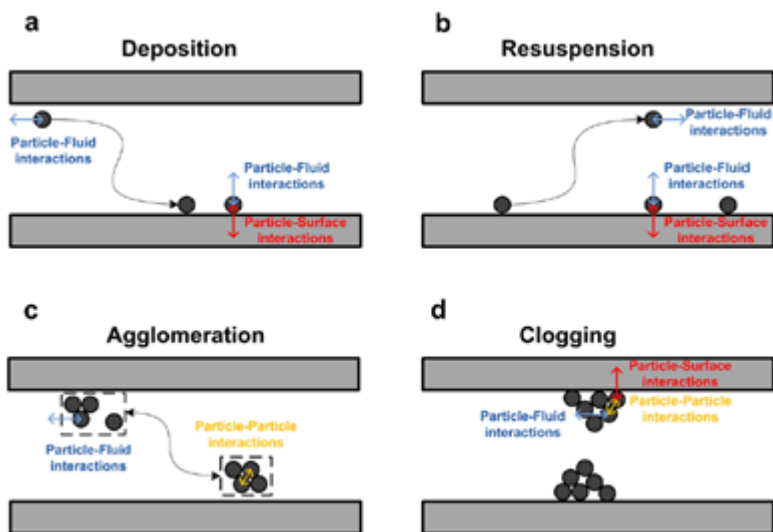 a
Deposition
Particle-Fluid
interactions
Particle-Fluid
interactions
Particle-Surface
interactions
b
Resuspension
Particle-Fluid
interactions
Particle-Fluid
interactions
Particle-Surface
interactions
c
Agglomeration
Particle-Particle
interactions
Particle-Fluid
interactions
d
Clogging
Particle-Surface
interactions
Particle-Particle
interactions
Particle-Fluid
interactions